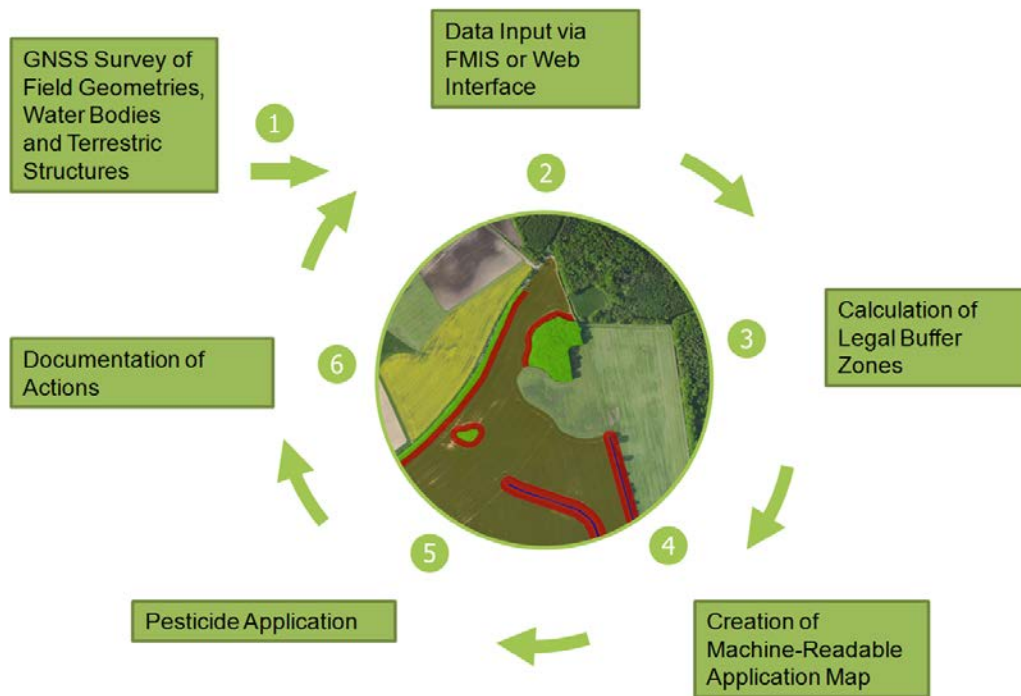 GNSS Survey of
Field Geometries,
Water Bodies
and Terrestric
Structures
1
Data Input via
FMIS or Web
Interface
2
Calculation of
Legal Buffer
Zones
3
Creation of
Machine-Readable
Application Map
4
Pesticide Application
5
Documentation of
Actions
6